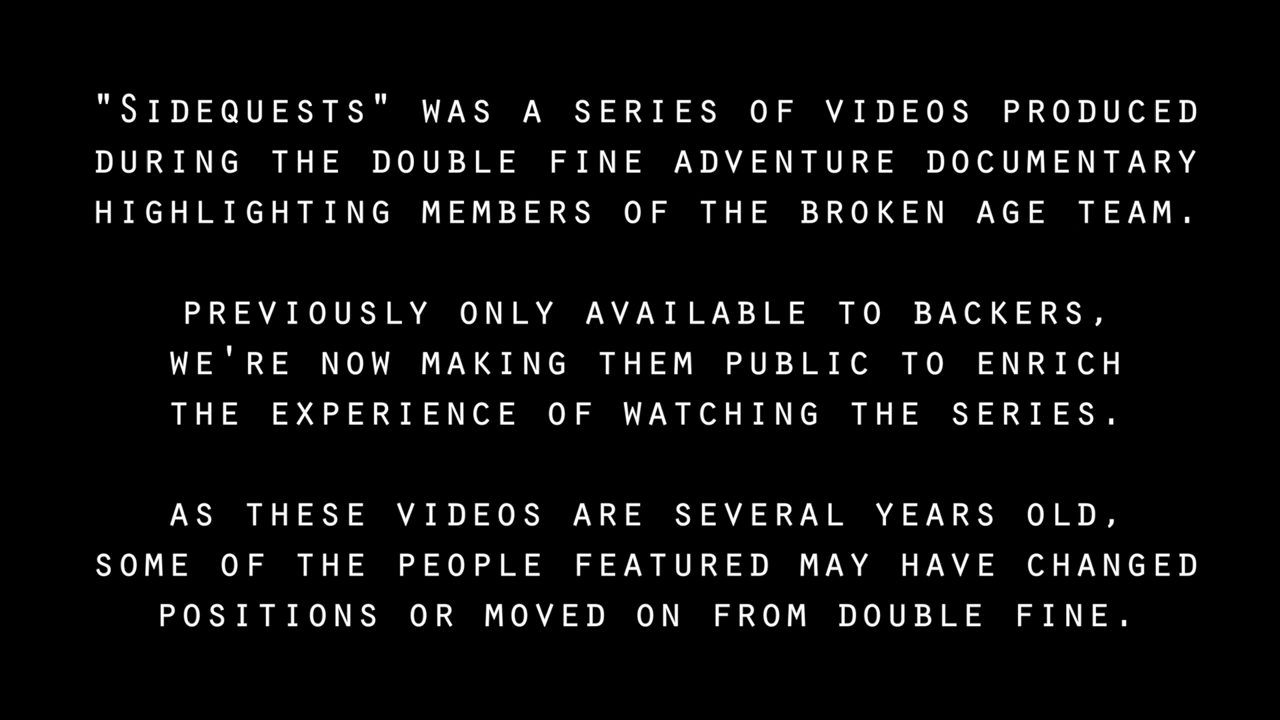 "SIDEQUESTS" WAS A SERIES OF VIDEOS PRODUCED
DURING THE DOUBLE FINE ADVENTURE DOCUMENTARY
HIGHLIGHTING MEMBERS OF THE BROKEN AGE TEAM.
PREVIOUSLY ONLY AVAILABLE TO BACKERS,
WE'RE NOW MAKING THEM PUBLIC TO ENRICH
THE EXPERIENCE OF WATCHING THE SERIES.
AS THESE VIDEOS ARE SEVERAL YEARS OLD,
SOME OF THE PEOPLE FEATURED MAY HAVE CHANGED
POSITIONS OR MOVED ON FROM DOUBLE FINE.